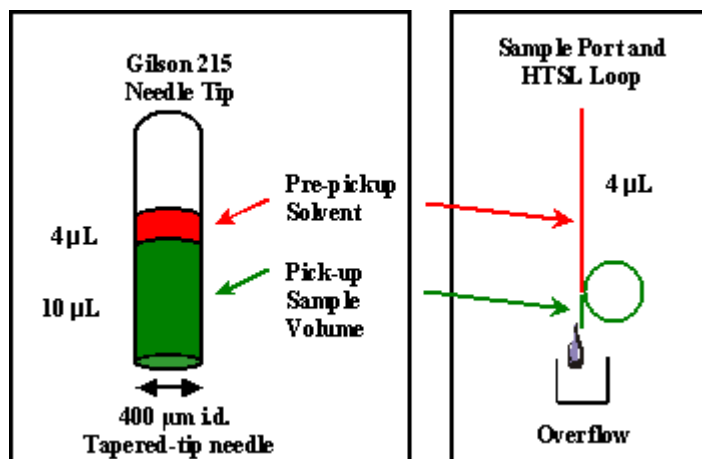 Gilson 215
Needle Tip
4 µL
10 µL
Pre-pickup
Solvent
Pick-up
Sample
Volume
400 µm i.d.
Tapered-tip needle
Sample Port and
HTSL Loop
4 µL
Overflow